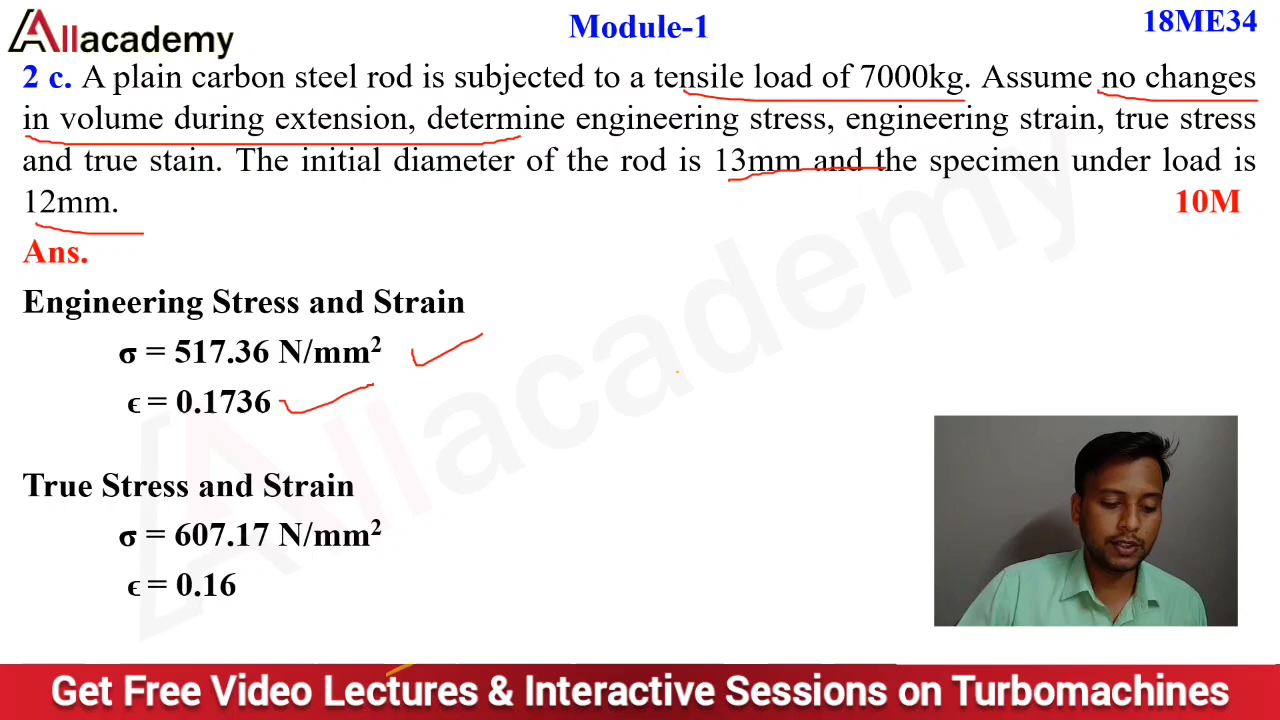 Allacademy
Module-1
18ME34
2 c. A plain carbon steel rod is subjected to a tensile load of 7000kg. Assume no changes
in volume during extension, determine engineering stress, engineering strain, true stress
and true stain. The initial diameter of the rod is 13mm and the specimen under load is
12mm.
10M
Ans.
Engineering Stress and Strain
σ = 517.36 N/mm²
ϵ = 0.1736
True Stress and Strain
σ = 607.17 N/mm²
ϵ = 0.16
Allacademy
Get Free Video Lectures & Interactive Sessions on Turbomachines